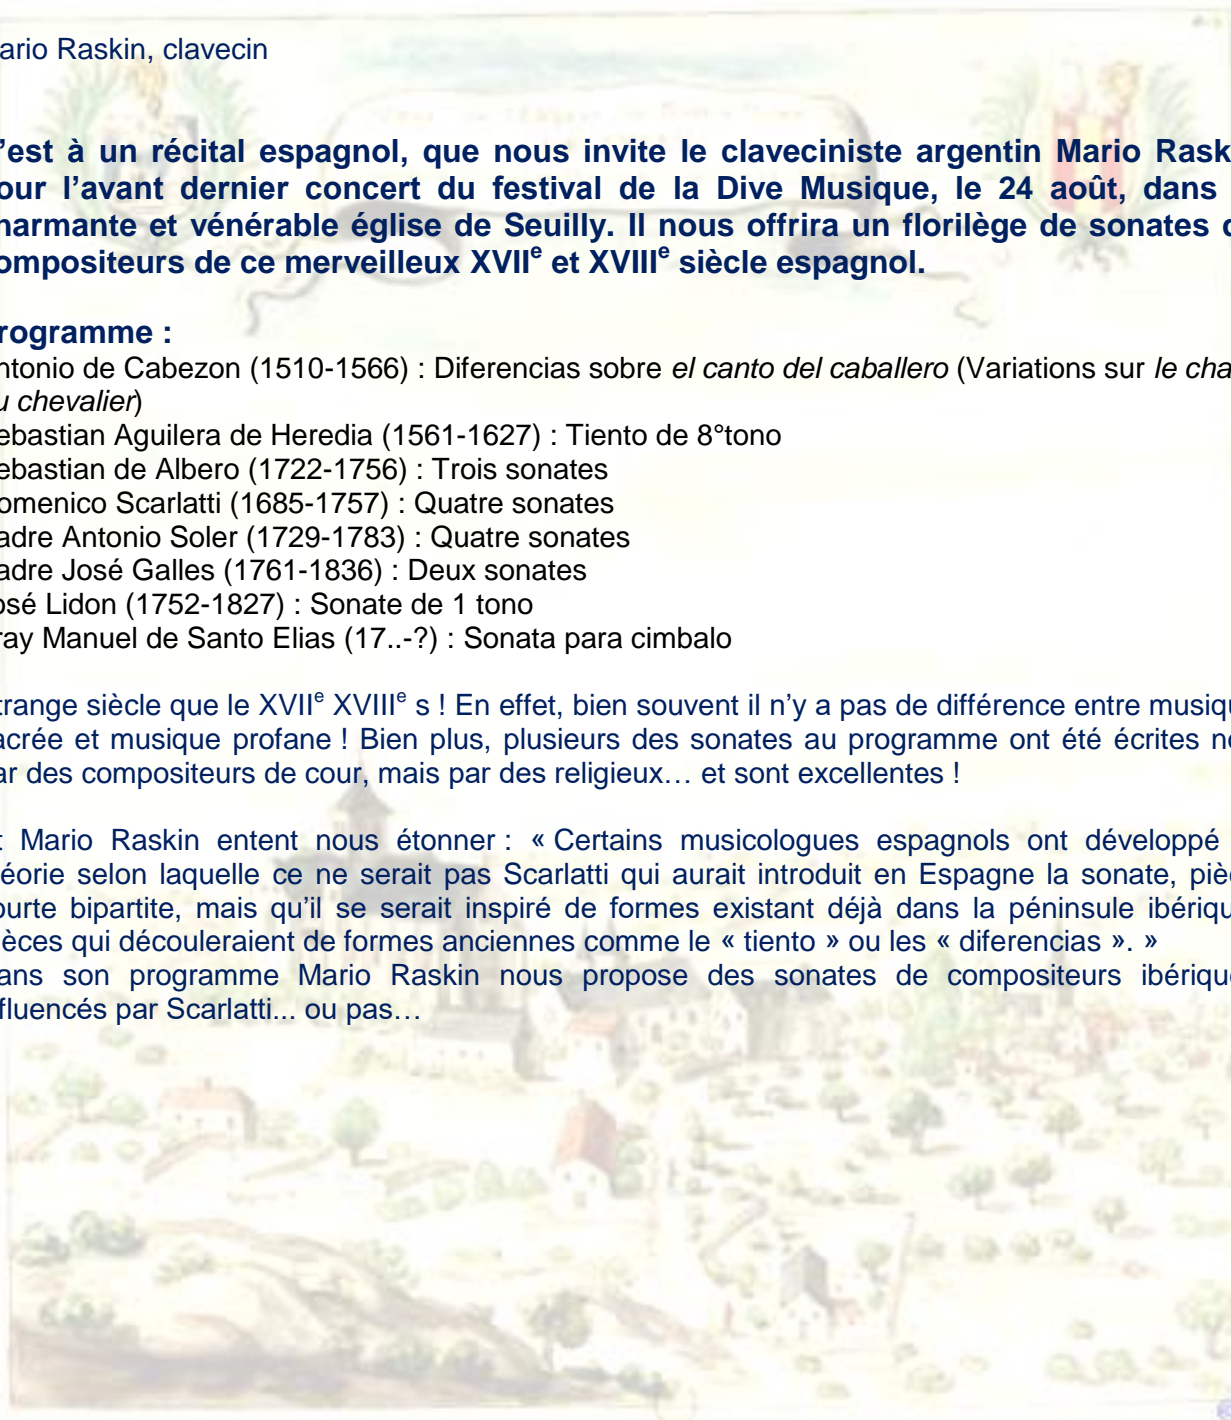 ario Raskin, clavecin
'est à un récital espagnol, que nous invite le claveciniste argentin Mario Rask
our l'avant dernier concert du festival de la Dive Musique, le 24 août, dans
harmante et vénérable église de Seuilly. Il nous offrira un florilège de sonates d
ompositeurs de ce merveilleux XVIIe et XVIIIe siècle espagnol.
rogramme :
ntonio de Cabezon (1510-1566) : Diferencias sobre el canto del caballero (Variations sur le cha
u chevalier)
ebastian Aguilera de Heredia (1561-1627) : Tiento de 8°tono
ebastian de Albero (1722-1756) : Trois sonates
omenico Scarlatti (1685-1757) : Quatre sonates
adre Antonio Soler (1729-1783) : Quatre sonates
adre José Galles (1761-1836) : Deux sonates
osé Lidon (1752-1827) : Sonate de 1 tono
ray Manuel de Santo Elias (17..-?) : Sonata para cimbalo
trange siècle que le XVIIe XVIIIe s ! En effet, bien souvent il n'y a pas de différence entre musiqu
acrée et musique profane ! Bien plus, plusieurs des sonates au programme ont été écrites no
ar des compositeurs de cour, mais par des religieux… et sont excellentes !
t Mario Raskin entent nous étonner : « Certains musicologues espagnols ont développé
éorie selon laquelle ce ne serait pas Scarlatti qui aurait introduit en Espagne la sonate, pièc
ourte bipartite, mais qu'il se serait inspiré de formes existant déjà dans la péninsule ibériqu
ièces qui découleraient de formes anciennes comme le « tiento » ou les « diferencias ». »
ans son programme Mario Raskin nous propose des sonates de compositeurs ibérique
fluencés par Scarlatti... ou pas…